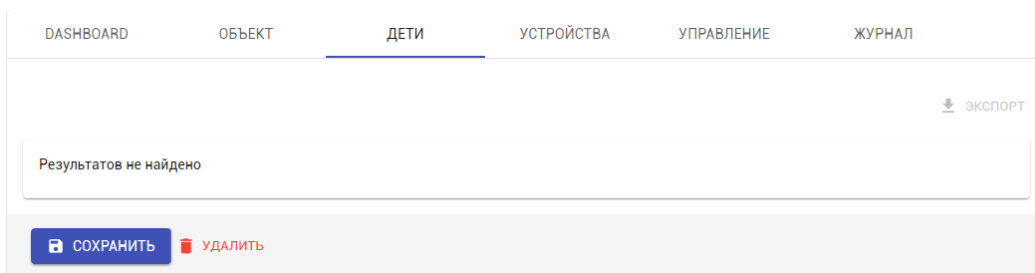 DASHBOARD ОБЪЕКТ ДЕТИ УСТРОЙСТВА УПРАВЛЕНИЕ ЖУРНАЛ
ЭКСПОРТ
Результатов не найдено
СОХРАНИТЬ УДАЛИТЬ